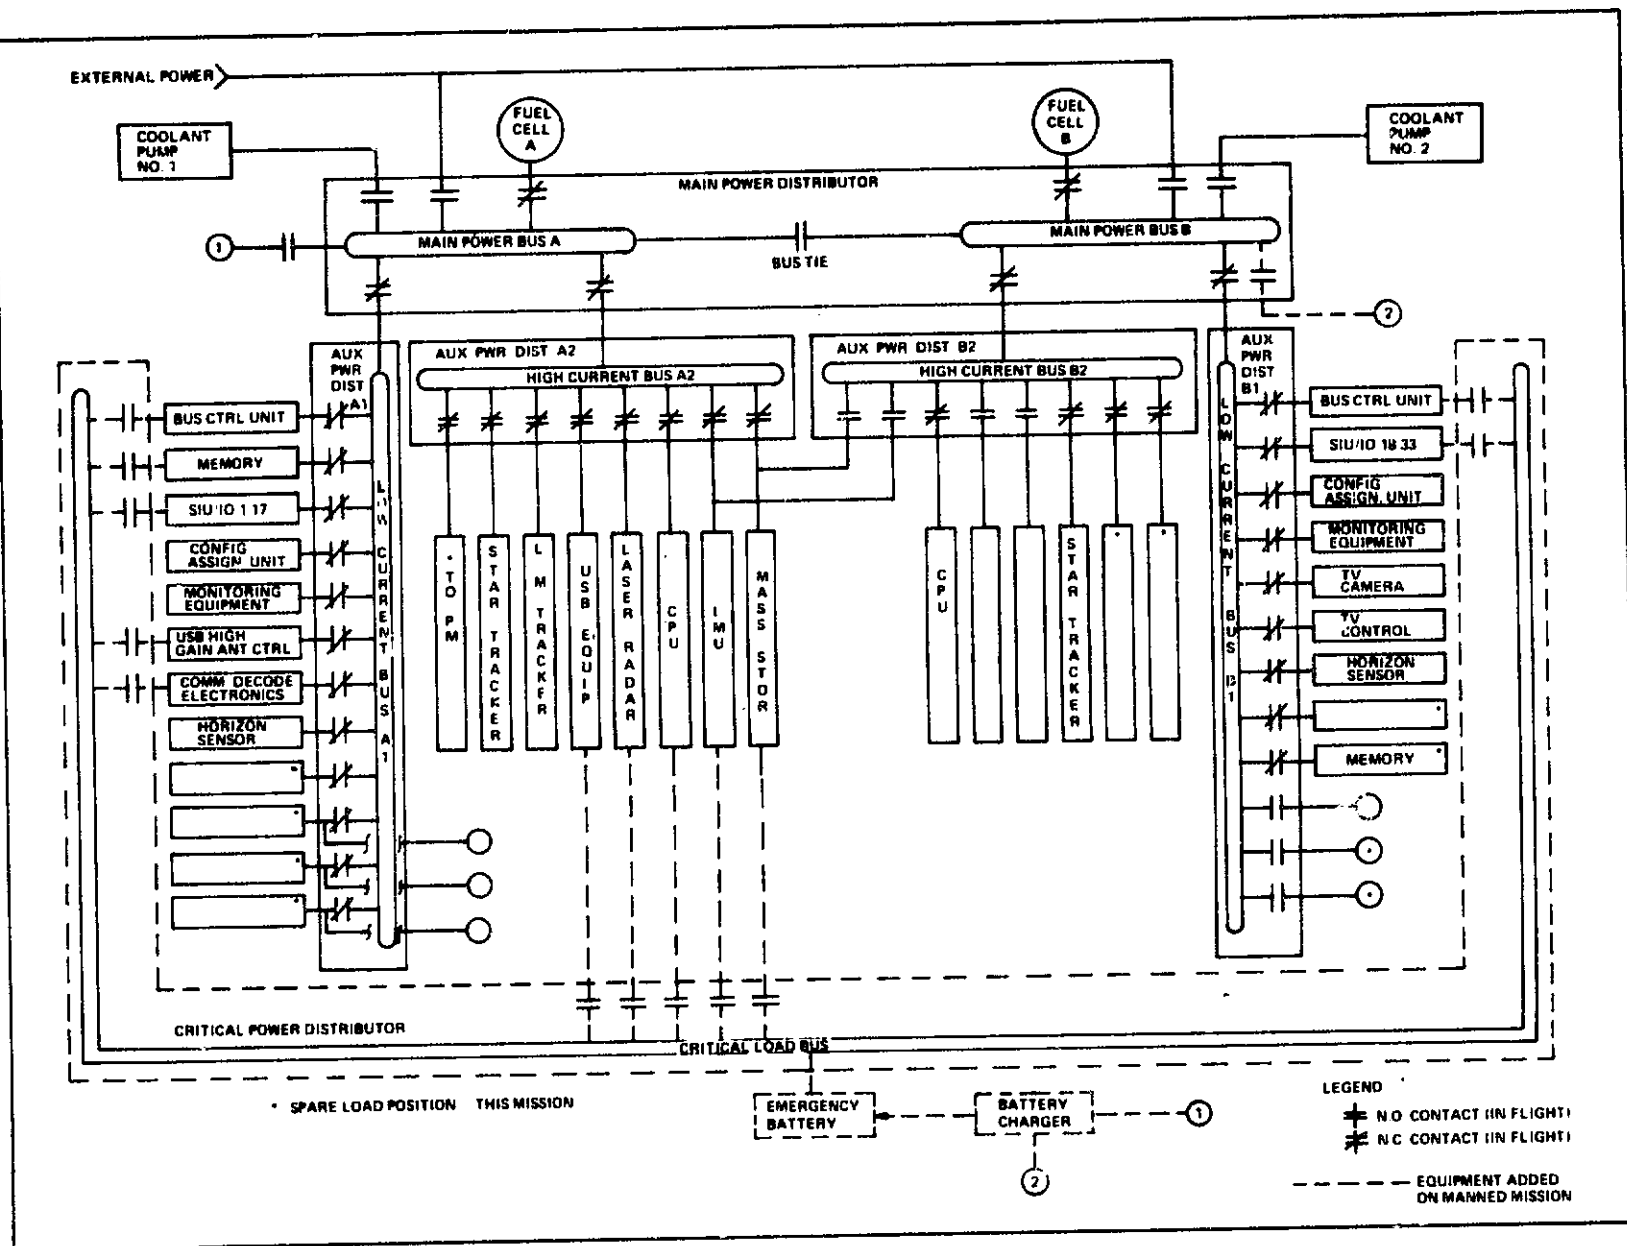 EXTERNAL POWER
COOLANT
PUMP
NO. 1
FUEL
CELL
A
FUEL
CELL
B
COOLANT
PUMP
NO. 2
MAIN POWER DISTRIBUTOR
1
MAIN POWER BUS A
BUS TIE
MAIN POWER BUS B
2
AUX
PWR
DIST
A1
AUX PWR DIST A2
HIGH CURRENT BUS A2
AUX PWR DIST B2
HIGH CURRENT BUS B2
AUX
PWR
DIST
B1
BUS CTRL UNIT
MEMORY
SIU/IO 1 17
CONFIG
ASSIGN UNIT
MONITORING
EQUIPMENT
USB HIGH
GAIN ANT CTRL
COMM DECODE
ELECTRONICS
HORIZON
SENSOR
LOW CURRENT BUS A1
* TO PM
STAR TRACKER
LM TRACKER
USB EQUIP
LASER RADAR
CPU
IMU
MASS STOR
CPU
STAR TRACKER
LOW CURRENT BUS B1
BUS CTRL UNIT
SIU/IO 18 33
CONFIG
ASSIGN. UNIT
MONITORING
EQUIPMENT
TV
CAMERA
TV
CONTROL
HORIZON
SENSOR
MEMORY *
CRITICAL POWER DISTRIBUTOR
CRITICAL LOAD BUS
* SPARE LOAD POSITION THIS MISSION
EMERGENCY
BATTERY
BATTERY
CHARGER
1
2
LEGEND
N.O CONTACT (IN FLIGHT)
N C CONTACT (IN FLIGHT)
EQUIPMENT ADDED
ON MANNED MISSION